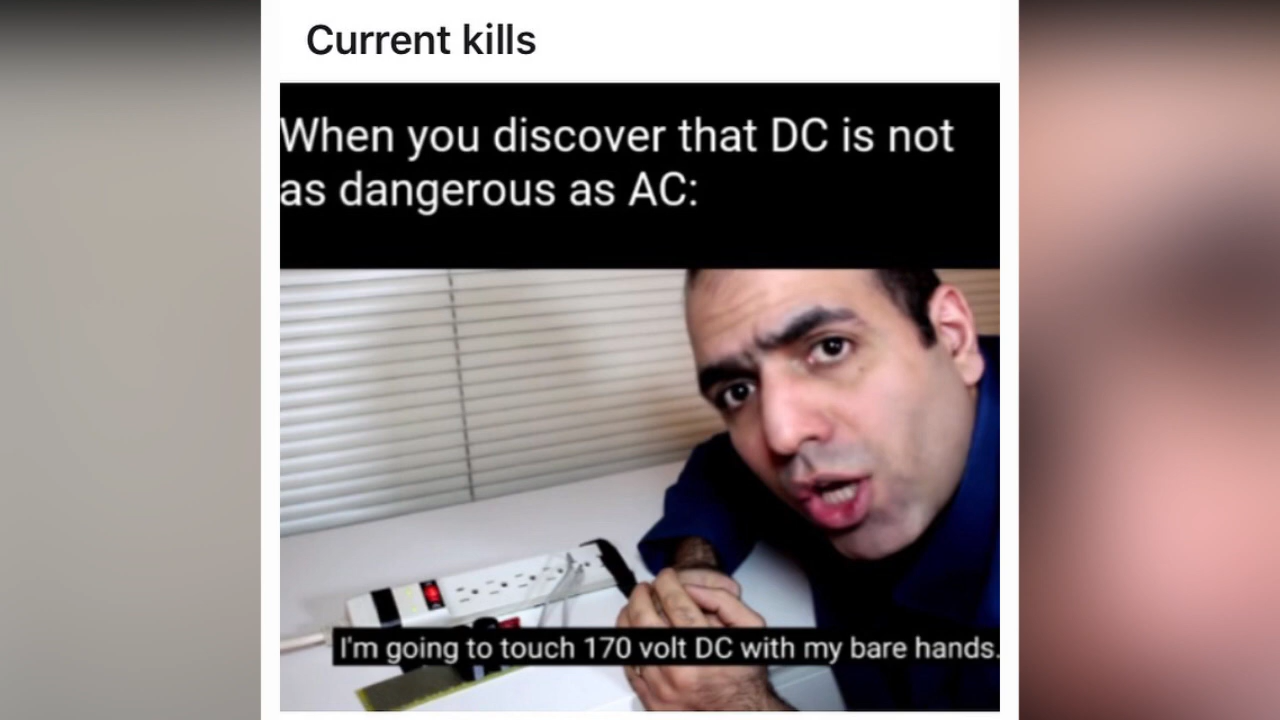 Current kills
When you discover that DC is not
as dangerous as AC:
I'm going to touch 170 volt DC with my bare hands.